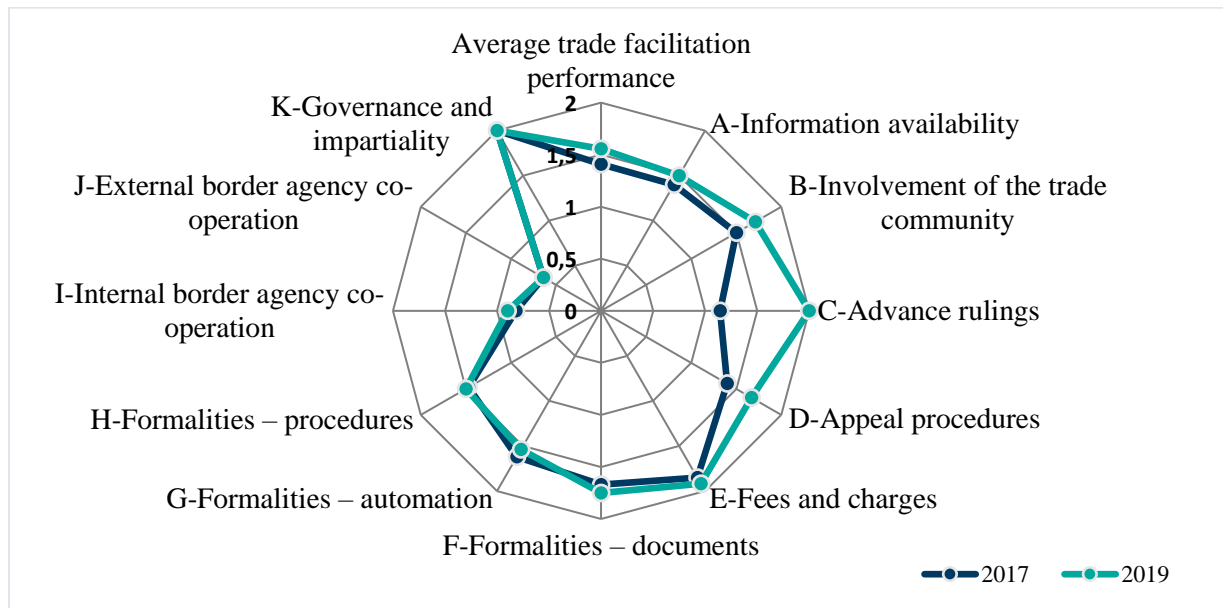 Average trade facilitation
performance
K-Governance and
impartiality
A-Information availability
J-External border agency co-
operation
B-Involvement of the trade
community
I-Internal border agency co-
operation
C-Advance rulings
H-Formalities – procedures
D-Appeal procedures
G-Formalities – automation
E-Fees and charges
F-Formalities – documents
2
1,5
1
0,5
0
2017
2019